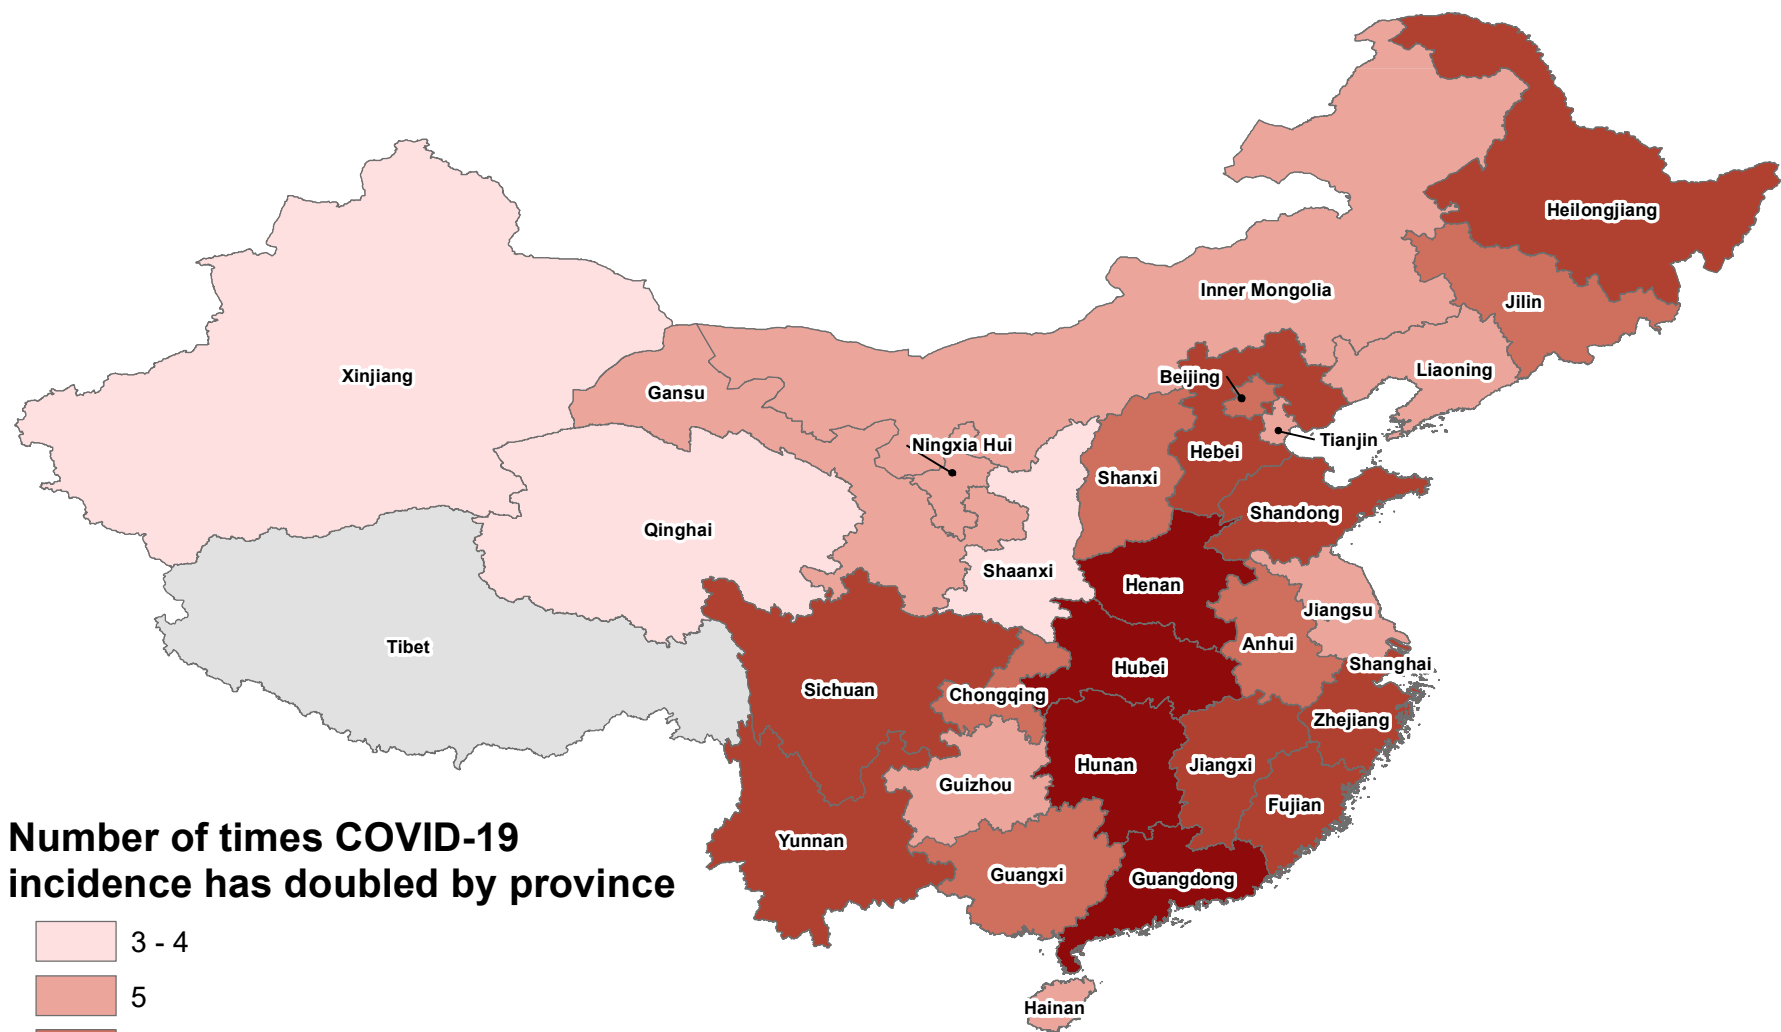 Heilongjiang
Inner Mongolia
Jilin
Xinjiang
Gansu
Beijing
Liaoning
Ningxia Hui
Tianjin
Hebei
Shanxi
Shandong
Qinghai
Shaanxi
Henan
Jiangsu
Tibet
Anhui
Shanghai
Hubei
Sichuan
Chongqing
Zhejiang
Hunan
Jiangxi
Guizhou
Fujian
Yunnan
Guangxi
Guangdong
Hainan
Number of times COVID-19
incidence has doubled by province
3 - 4
5